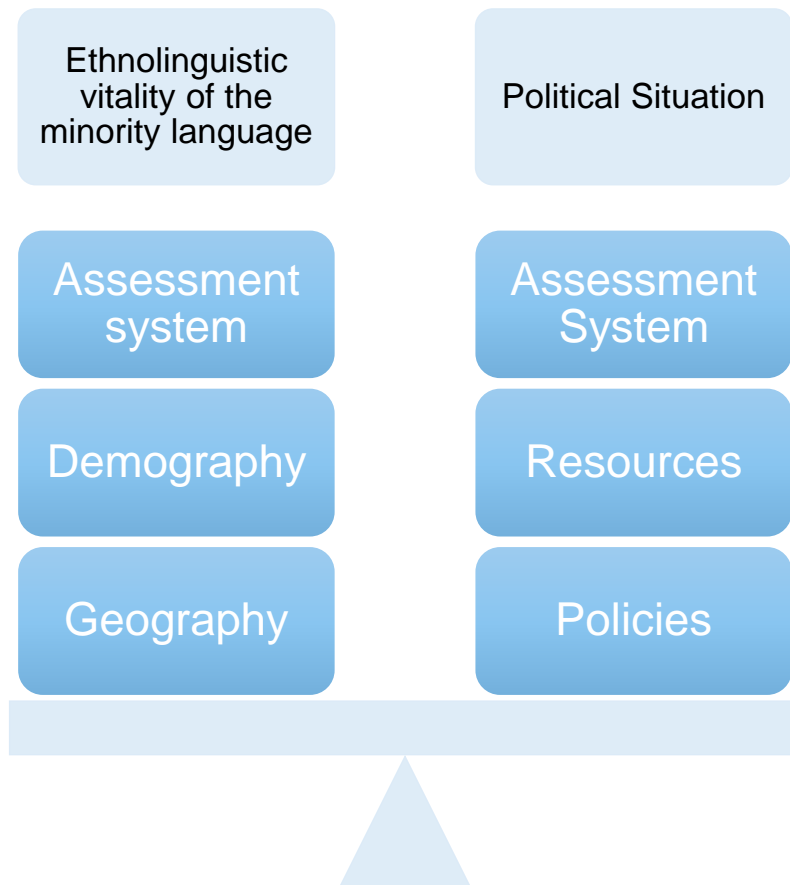 Ethnolinguistic
vitality of the
minority language
Political Situation
Assessment
system
Assessment
System
Demography
Resources
Geography
Policies